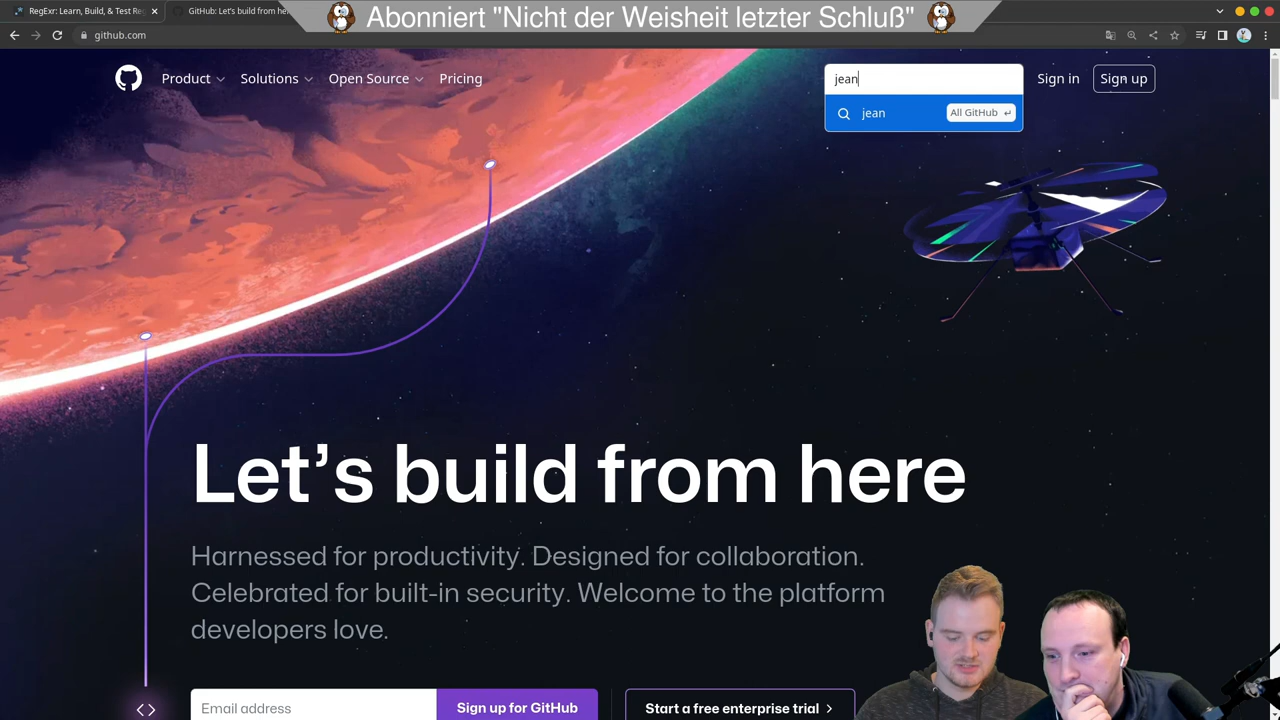 Abonniert "Nicht der Weisheit letzter Schluß"
RegExr: Learn, Build, & Test Re
GitHub: Let's build from her
github.com
Product
Solutions
Open Source
Pricing
jean
Sign in
Sign up
jean
All GitHub ↵
Let's build from here
Harnessed for productivity. Designed for collaboration.
Celebrated for built-in security. Welcome to the platform
developers love.
Email address
Sign up for GitHub
Start a free enterprise trial